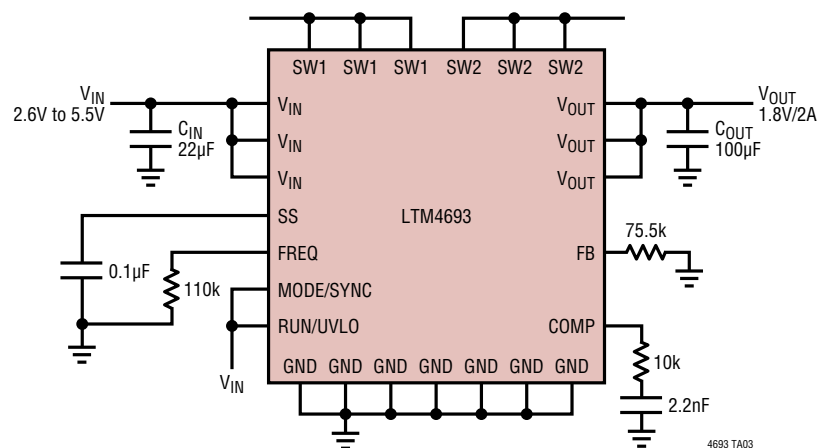 SW1 SW1 SW1 SW2 SW2 SW2
VIN
2.6V to 5.5V
CIN
22µF
VIN
VIN
VIN
VOUT
VOUT
VOUT
VOUT
1.8V/2A
COUT
100µF
SS
LTM4693
FREQ
FB
75.5k
0.1µF
110k
MODE/SYNC
RUN/UVLO
COMP
VIN
GND GND GND GND GND GND GND
10k
2.2nF
4693 TA03